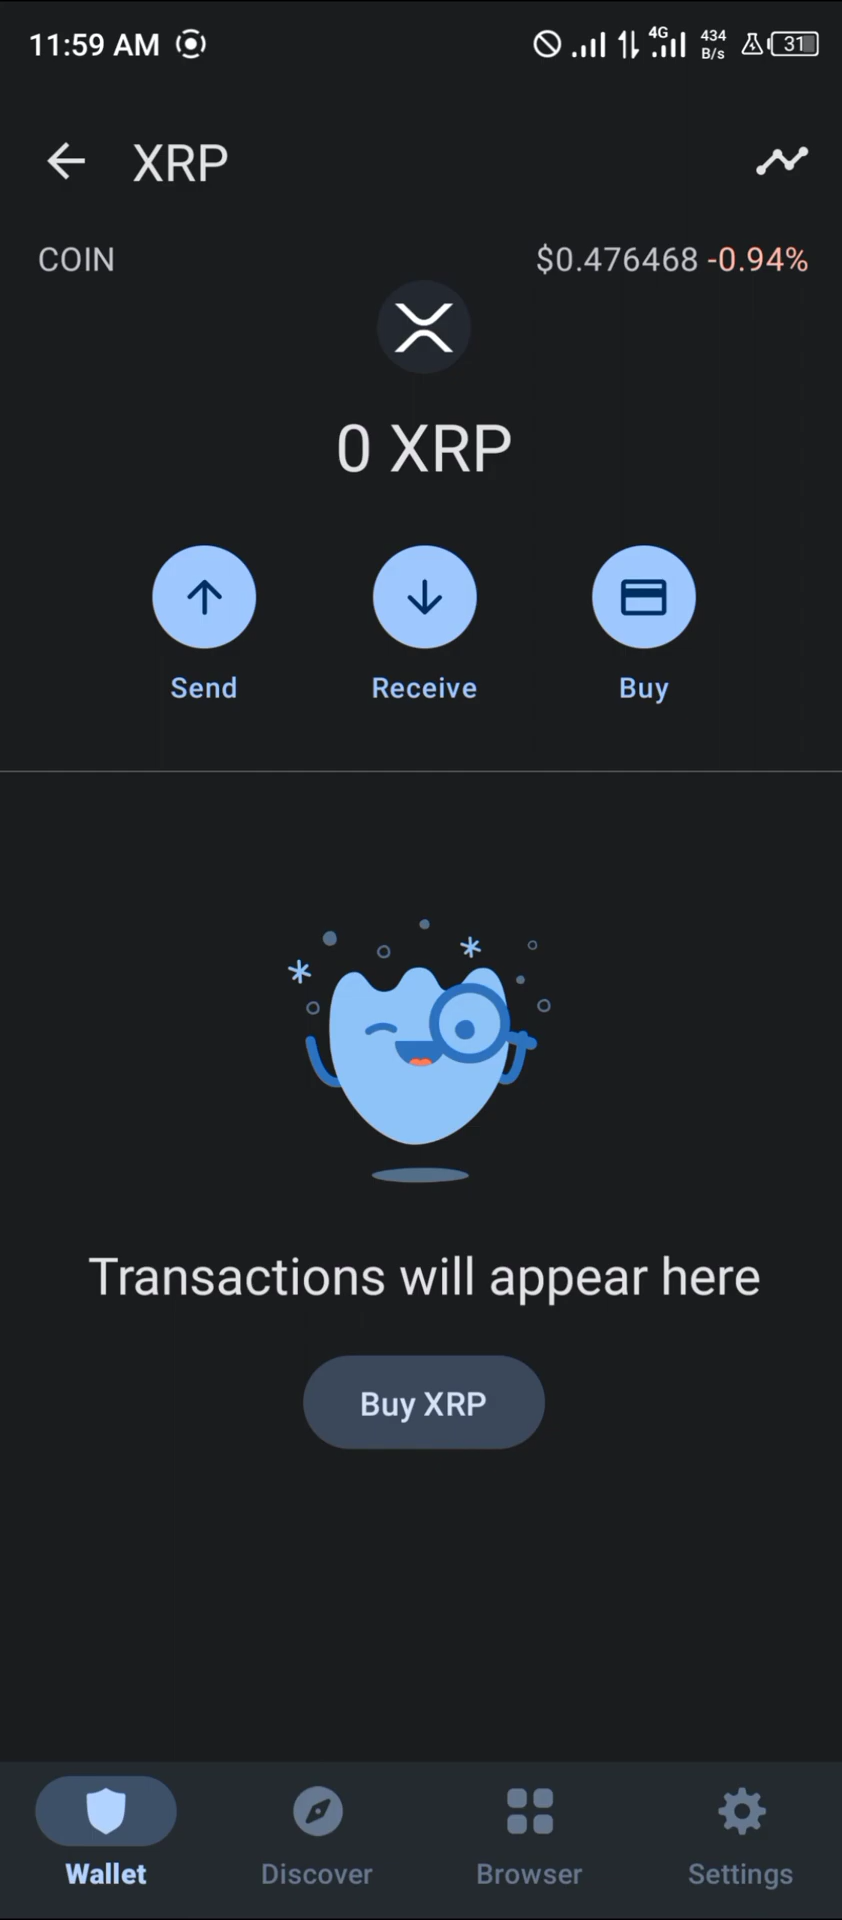 11:59 AM 4G 434 B/s 31
XRP
COIN $0.476468 -0.94%
0 XRP
Send Receive Buy
Transactions will appear here
Buy XRP
Wallet Discover Browser Settings